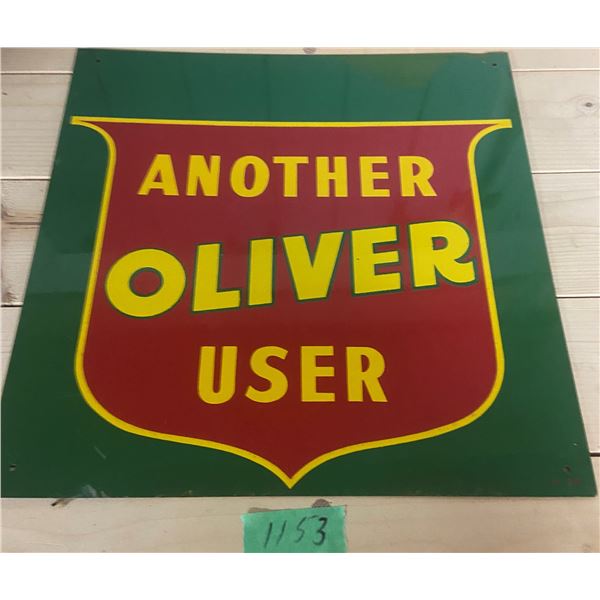 ANOTHER
OLIVER
USER
1153